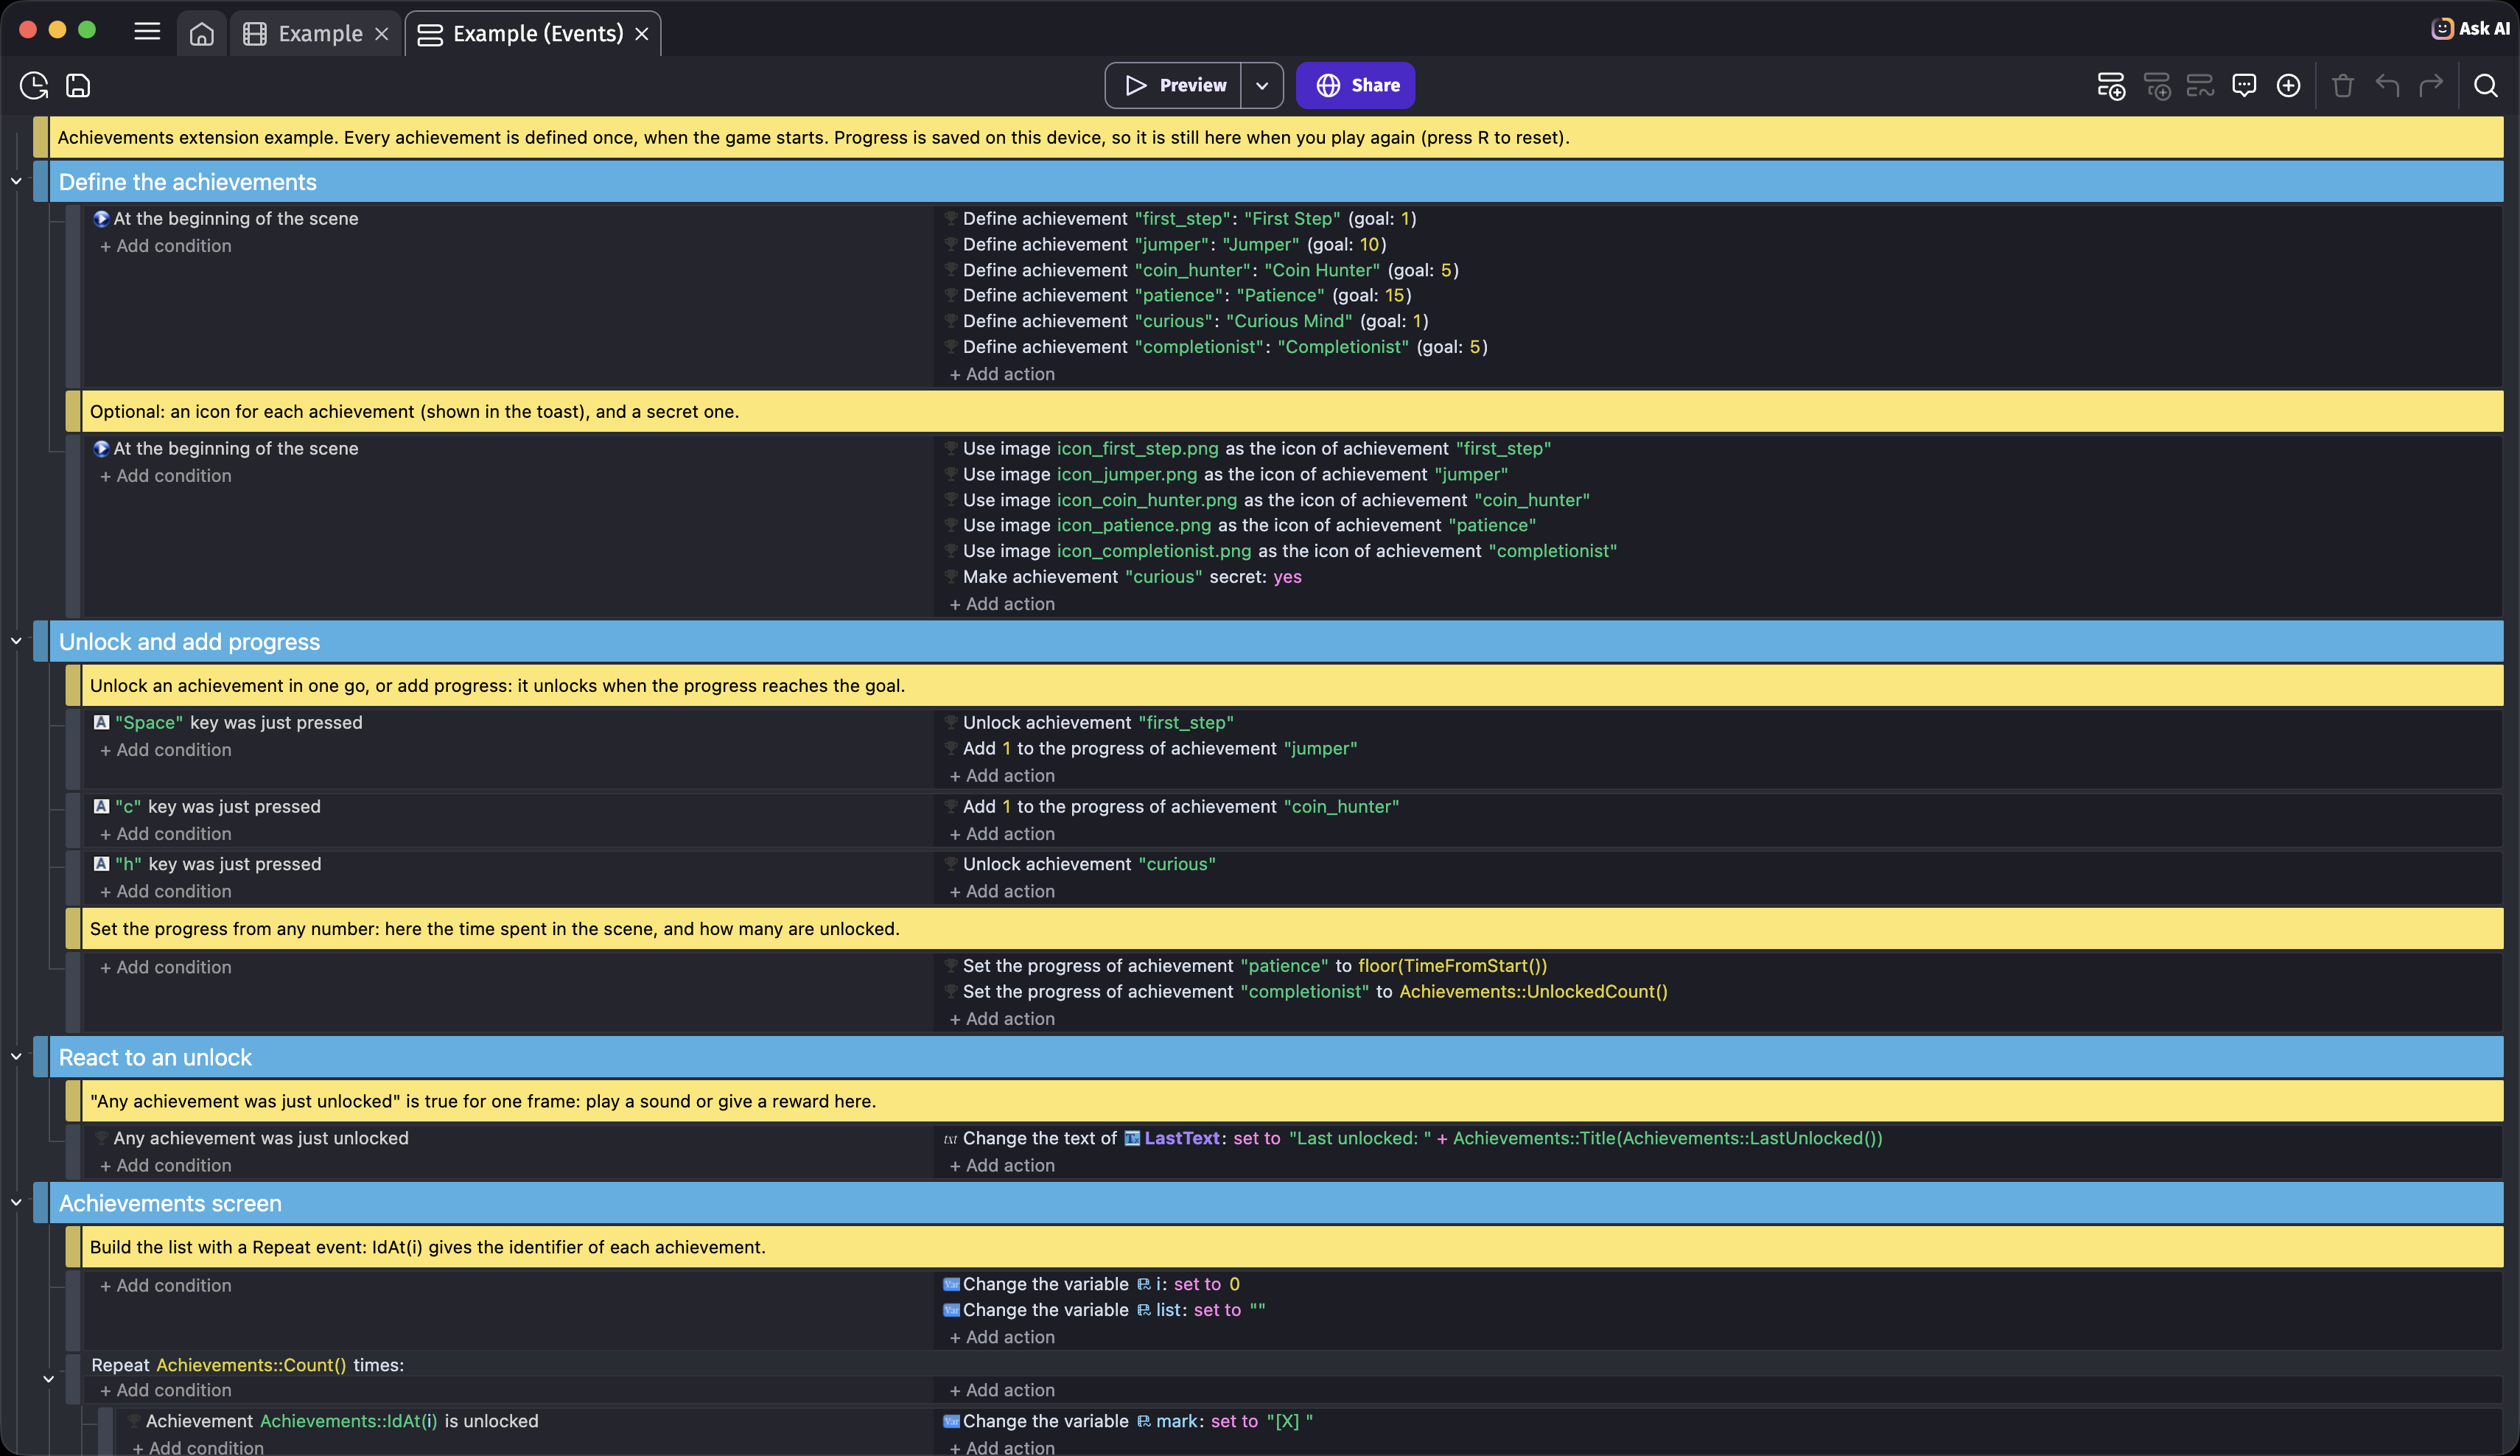 Example
Example (Events)
Ask AI
Preview
Share
Achievements extension example. Every achievement is defined once, when the game starts. Progress is saved on this device, so it is still here when you play again (press R to reset).
Define the achievements
At the beginning of the scene
+ Add condition
Define achievement "first_step": "First Step" (goal: 1)
Define achievement "jumper": "Jumper" (goal: 10)
Define achievement "coin_hunter": "Coin Hunter" (goal: 5)
Define achievement "patience": "Patience" (goal: 15)
Define achievement "curious": "Curious Mind" (goal: 1)
Define achievement "completionist": "Completionist" (goal: 5)
+ Add action
Optional: an icon for each achievement (shown in the toast), and a secret one.
At the beginning of the scene
+ Add condition
Use image icon_first_step.png as the icon of achievement "first_step"
Use image icon_jumper.png as the icon of achievement "jumper"
Use image icon_coin_hunter.png as the icon of achievement "coin_hunter"
Use image icon_patience.png as the icon of achievement "patience"
Use image icon_completionist.png as the icon of achievement "completionist"
Make achievement "curious" secret: yes
+ Add action
Unlock and add progress
Unlock an achievement in one go, or add progress: it unlocks when the progress reaches the goal.
A "Space" key was just pressed
+ Add condition
Unlock achievement "first_step"
Add 1 to the progress of achievement "jumper"
+ Add action
A "c" key was just pressed
+ Add condition
Add 1 to the progress of achievement "coin_hunter"
+ Add action
A "h" key was just pressed
+ Add condition
Unlock achievement "curious"
+ Add action
Set the progress from any number: here the time spent in the scene, and how many are unlocked.
+ Add condition
Set the progress of achievement "patience" to floor(TimeFromStart())
Set the progress of achievement "completionist" to Achievements::UnlockedCount()
+ Add action
React to an unlock
"Any achievement was just unlocked" is true for one frame: play a sound or give a reward here.
Any achievement was just unlocked
+ Add condition
txt Change the text of Tx LastText: set to "Last unlocked: " + Achievements::Title(Achievements::LastUnlocked())
+ Add action
Achievements screen
Build the list with a Repeat event: IdAt(i) gives the identifier of each achievement.
+ Add condition
Var Change the variable i: set to 0
Var Change the variable list: set to ""
+ Add action
Repeat Achievements::Count() times:
+ Add condition
+ Add action
Achievement Achievements::IdAt(i) is unlocked
+ Add condition
Var Change the variable mark: set to "[X] "
+ Add action